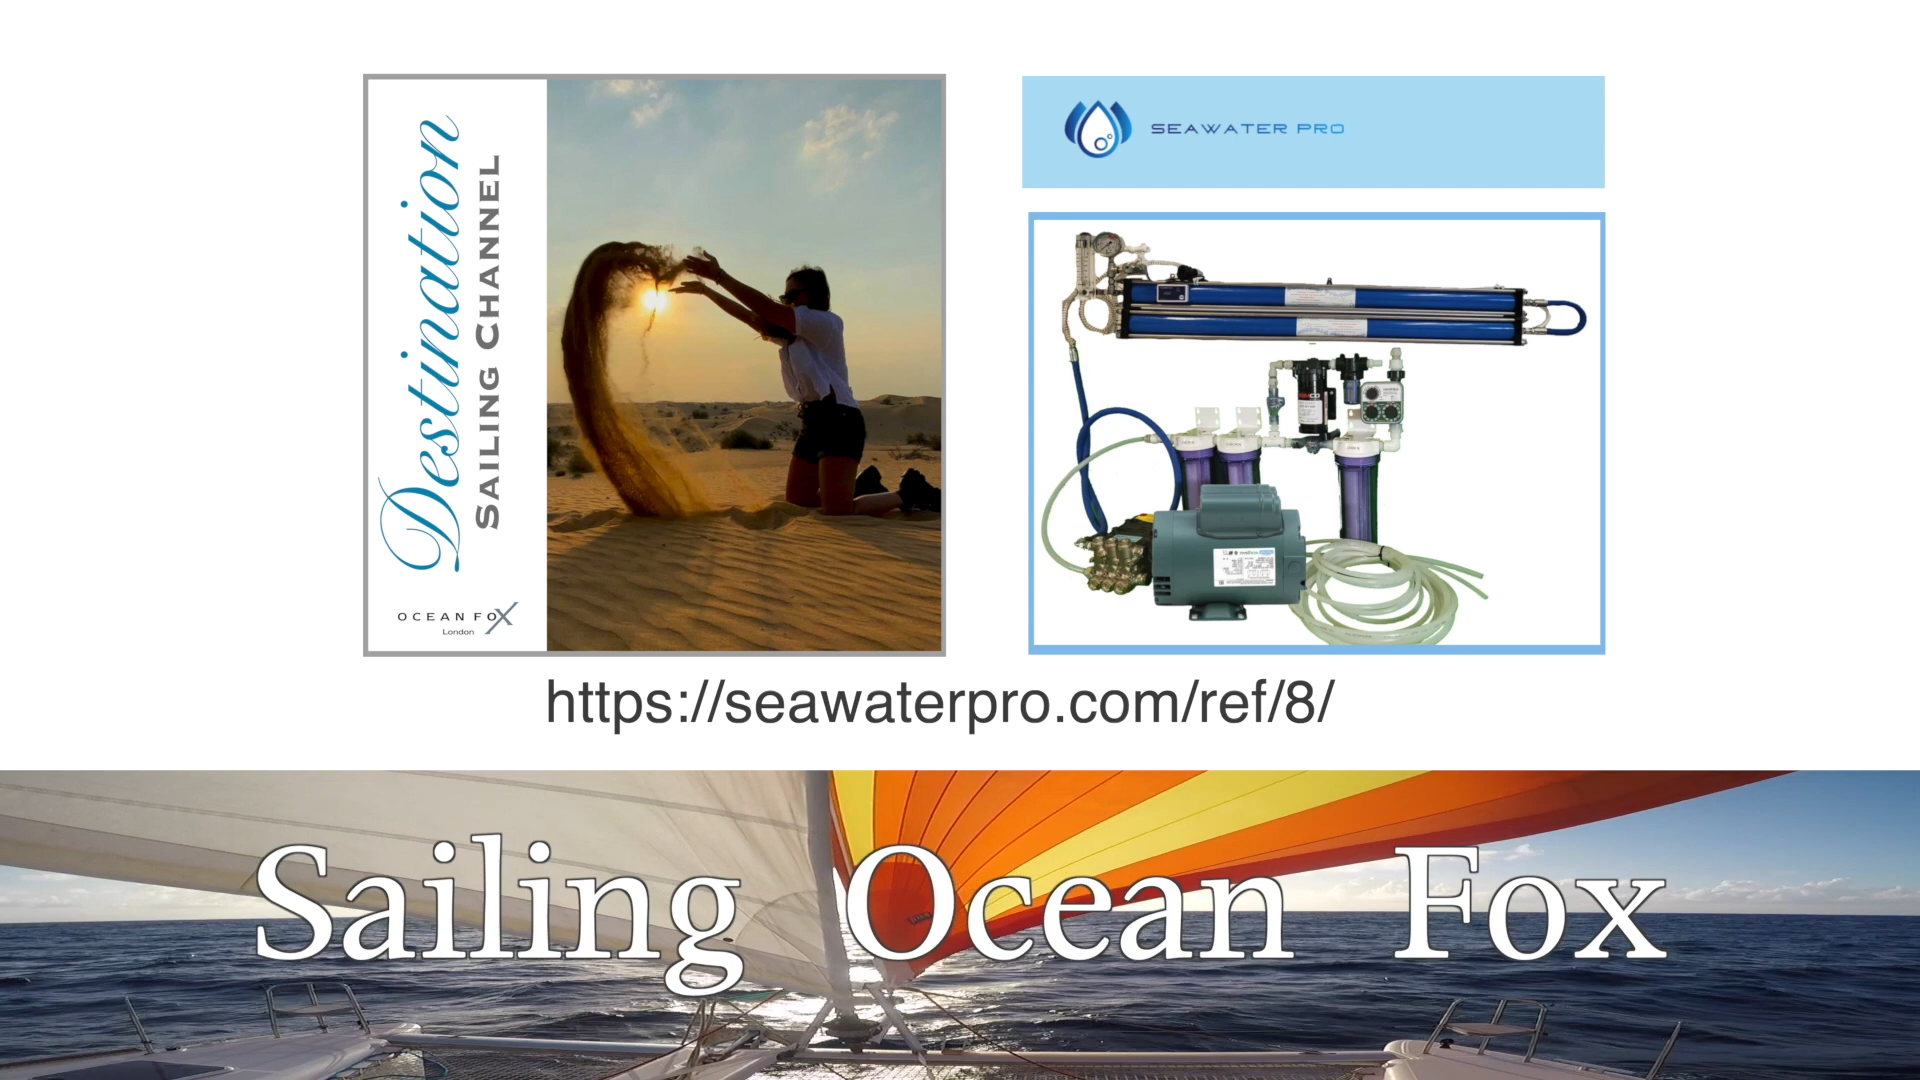 Destination
SAILING CHANNEL
OCEAN FOX
London
SEAWATER PRO
https://seawaterpro.com/ref/8/
Sailing Ocean Fox